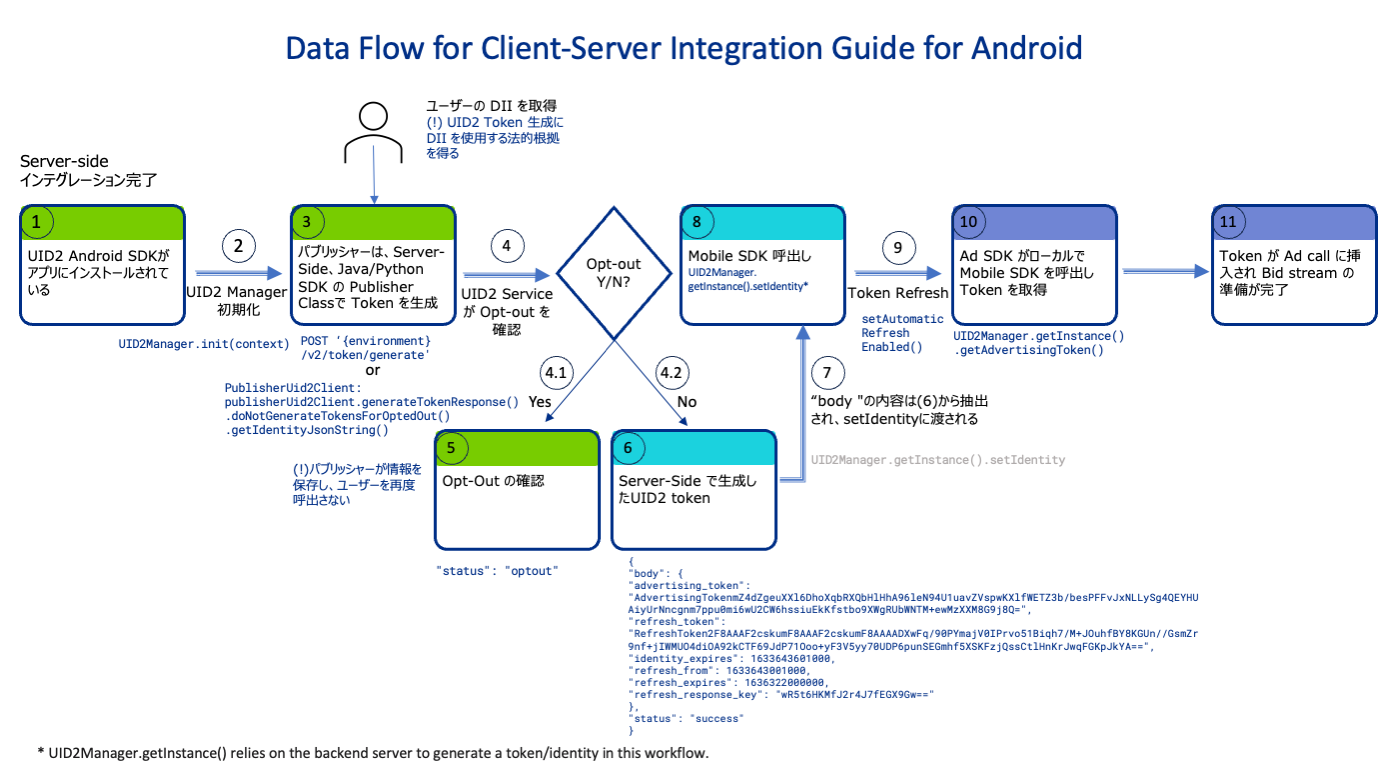 Data Flow for Client-Server Integration Guide for Android
ユーザーの DII を取得
(!) UID2 Token 生成に
DII を使用する法的根拠
を得る
Server-side
インテグレーション完了
1
UID2 Android SDKが
アプリにインストールされて
いる
2
UID2 Manager
初期化
UID2Manager.init(context)
3
パブリッシャーは、Server-
Side、Java/Python
SDK の Publisher
Classで Token を生成
POST '{environment}
/v2/token/generate'
or
PublisherUid2Client:
publisherUid2Client.generateTokenResponse()
.doNotGenerateTokensForOptedOut()
.getIdentityJsonString()
4
UID2 Service
が Opt-out を
確認
Opt-out
Y/N?
4.1
Yes
4.2
No
5
Opt-Out の確認
(!)パブリッシャーが情報を
保存し、ユーザーを再度
呼出さない
"status": "optout"
6
Server-Side で生成し
たUID2 token
{
"body": {
"advertising_token":
"AdvertisingTokenmZ4dZgeuXXl6DhoXqbRXQbHlHhA96leN94U1uavZVspwKXlfWETZ3b/besPFFvJxNLLySg4QEYHU
AiyUrNncgnm7ppu0mi6wU2CW6hssiuEkKfstbo9XWgRUbWNTM+ewMzXXM8G9j8Q=",
"refresh_token":
"RefreshToken2F8AAAF2cskumF8AAAF2cskumF8AAAADXwFq/90PYmajV0IPrvo51Biqh7/M+JOuhfBY8KGUn//GsmZr
9nf+jIWMUO4diOA92kCTF69JdP71Ooo+yF3V5yy70UDP6punSEGmhf5XSKFzjQssCtlHnKrJwqFGKpJkYA==",
"identity_expires": 1633643601000,
"refresh_from": 1633643001000,
"refresh_expires": 1636322000000,
"refresh_response_key": "wR5t6HKMfJ2r4J7fEGX9Gw=="
},
"status": "success"
}
7
“body "の内容は(6)から抽出
され、setIdentityに渡される
UID2Manager.getInstance().setIdentity
8
Mobile SDK 呼出し
UID2Manager.
getInstance().setIdentity*
9
Token Refresh
setAutomatic
Refresh
Enabled()
10
Ad SDK がローカルで
Mobile SDK を呼出し
Token を取得
UID2Manager.getInstance()
.getAdvertisingToken()
11
Token が Ad call に挿
入され Bid stream の
準備が完了
* UID2Manager.getInstance() relies on the backend server to generate a token/identity in this workflow.